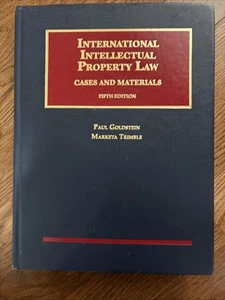 INTERNATIONAL
INTELLECTUAL
PROPERTY LAW
CASES AND MATERIALS
FIFTH EDITION
PAUL GOLDSTEIN
MARKETA TRIMBLE